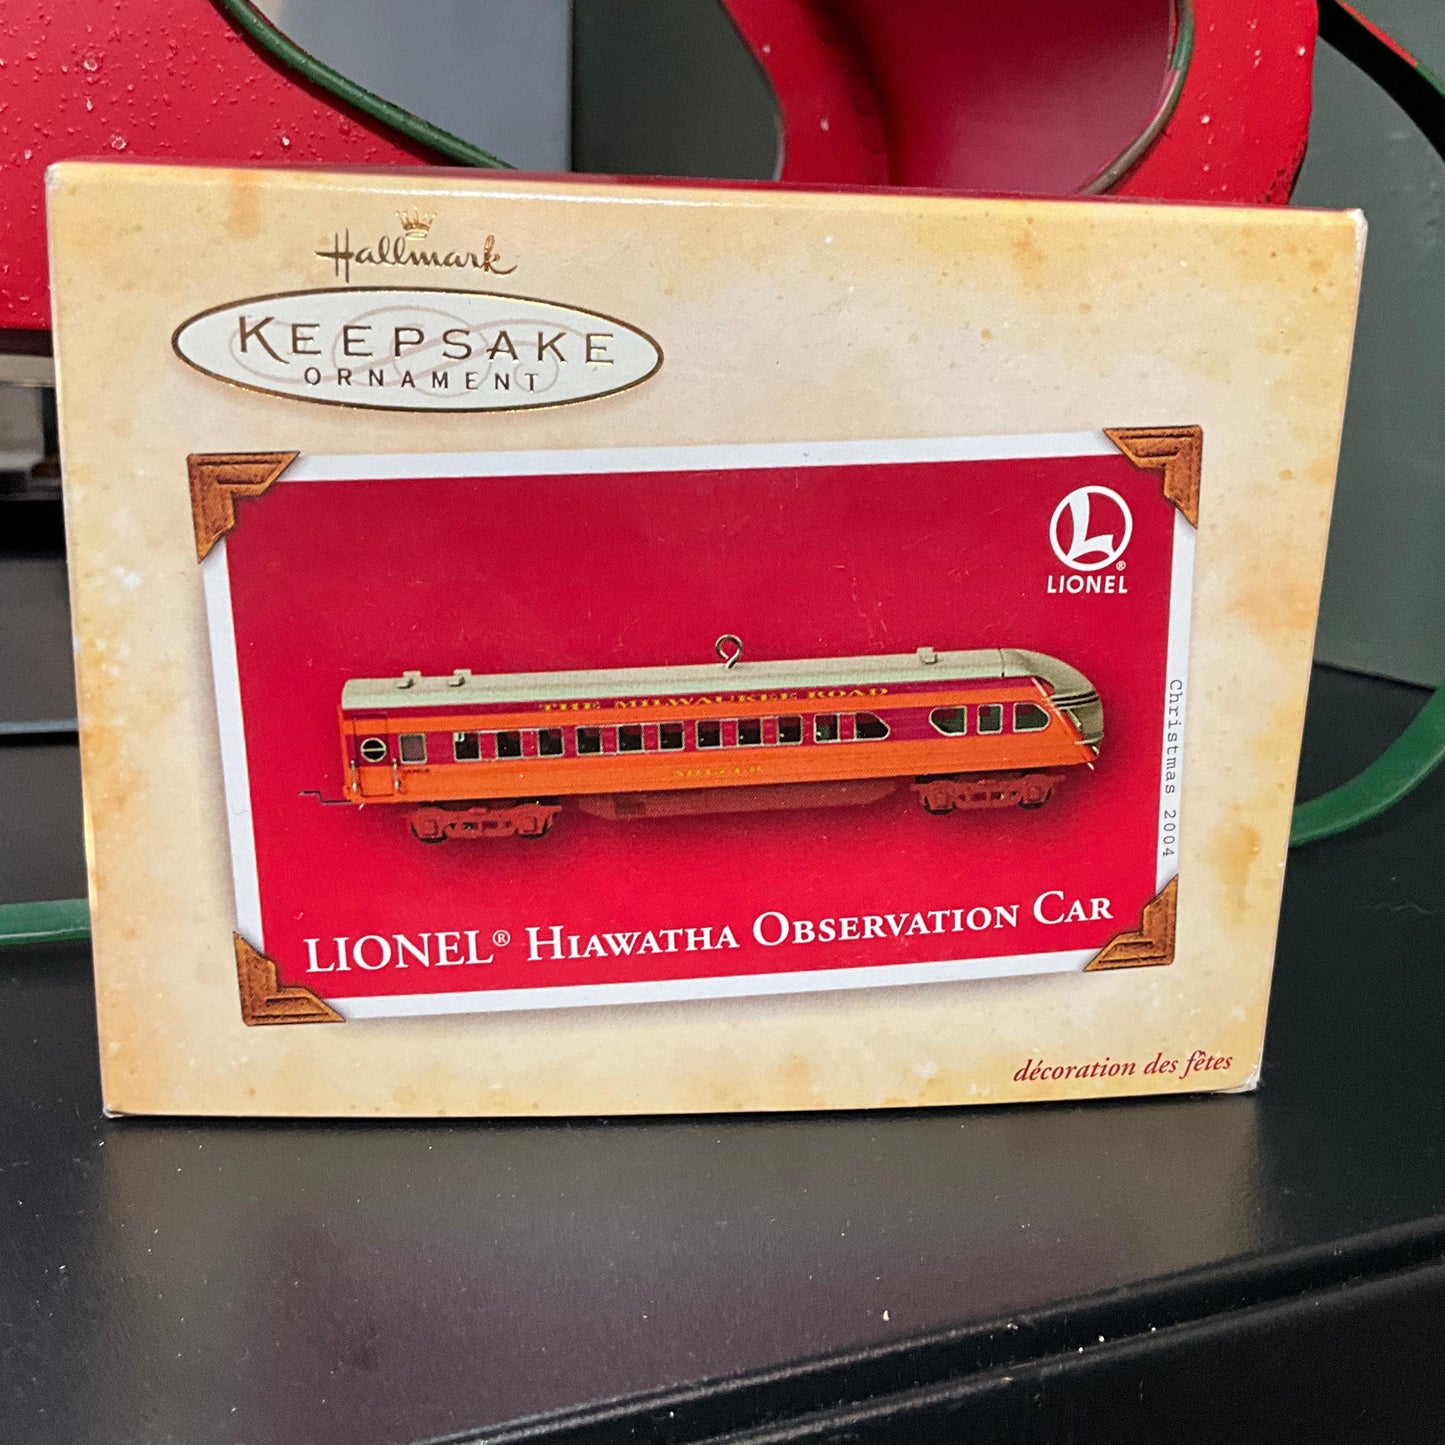 Hallmark
KEEPSAKE
ORNAMENT
L®
LIONEL
THE MILWAUKEE ROAD
Christmas 2004
LIONEL® HIAWATHA OBSERVATION CAR
décoration des fêtes